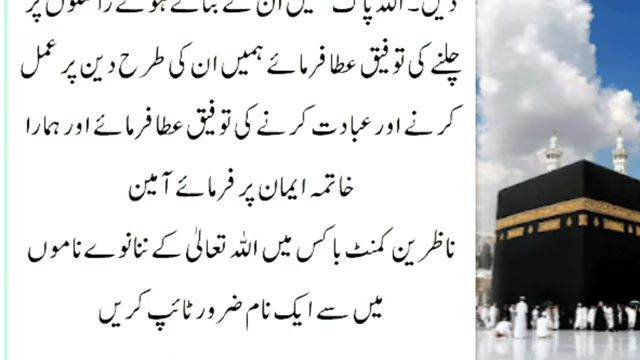 دیں۔ اللہ پاک ہمیں ان کے بتائے ہوئے راستوں پر
چلنے کی توفیق عطا فرمائے ہمیں ان کی طرح دین پر عمل
کرنے اور عبادت کرنے کی توفیق عطا فرمائے اور ہمارا
خاتمہ ایمان پر فرمائے آمین
ناظرین کمنٹ باکس میں اللہ تعالیٰ کے ننانوے ناموں
میں سے ایک نام ضرور ٹائپ کریں